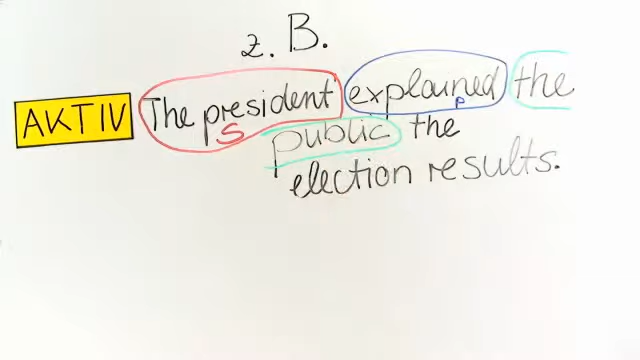 z. B.
AKTIV The president explained the
S P
public the
election results.